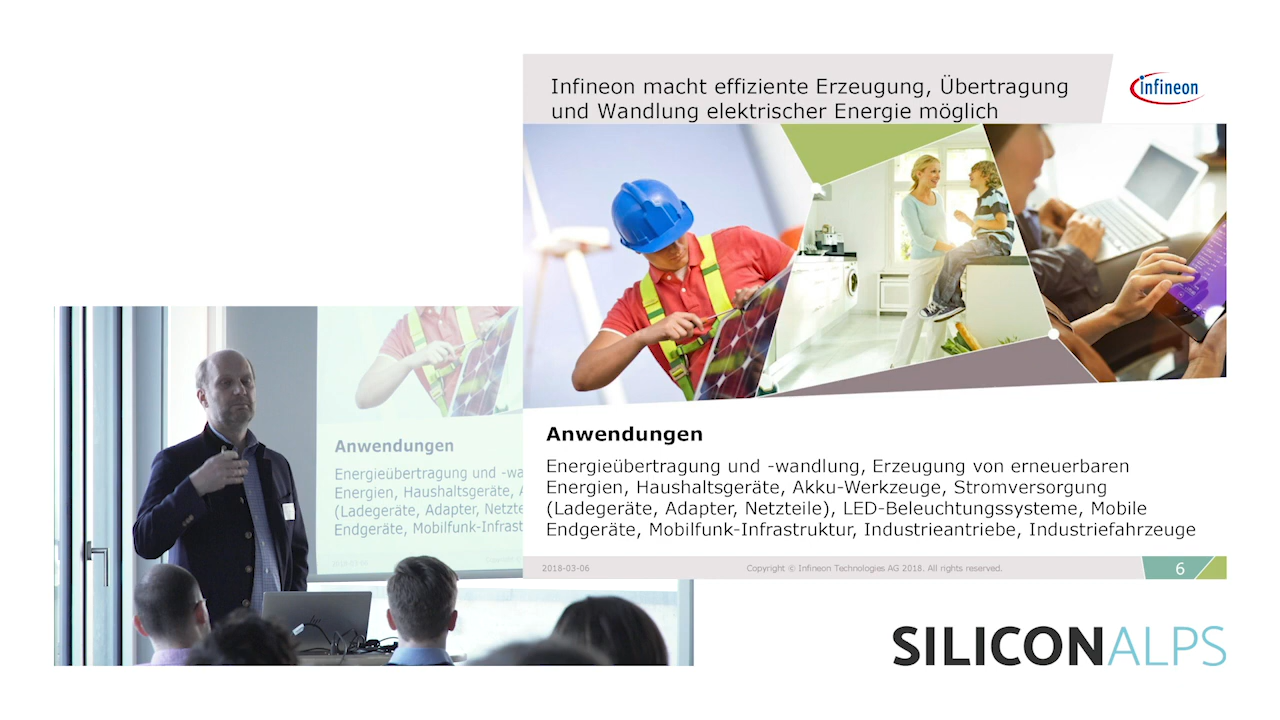 Infineon macht effiziente Erzeugung, Übertragung
und Wandlung elektrischer Energie möglich
infineon
Anwendungen
Energieübertragung und -wandlung, Erzeugung von erneuerbaren
Energien, Haushaltsgeräte, Akku-Werkzeuge, Stromversorgung
(Ladegeräte, Adapter, Netzteile), LED-Beleuchtungssysteme, Mobile
Endgeräte, Mobilfunk-Infrastruktur, Industrieantriebe, Industriefahrzeuge
2018-03-06
Copyright © Infineon Technologies AG 2018. All rights reserved.
6
Anwendungen
Energieübertragung und -wa
Energien, Haushaltsgeräte, A
(Ladegeräte, Adapter, Netzte
Endgeräte, Mobilfunk-Infrast
SILICONALPS